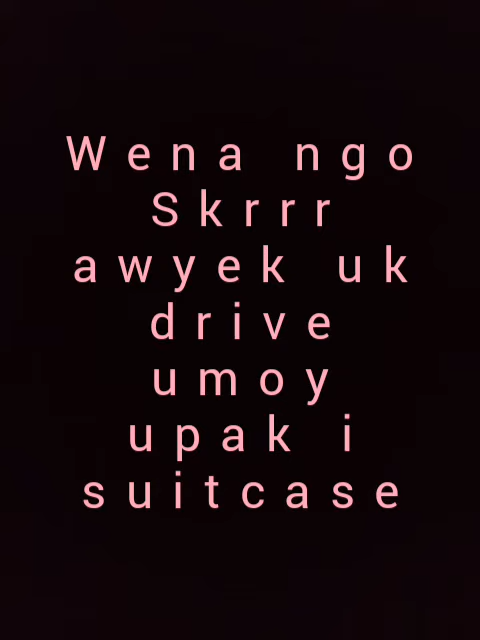 Wena ngo
Skrrr
awyek uk
drive
umoy
upak i
suitcase